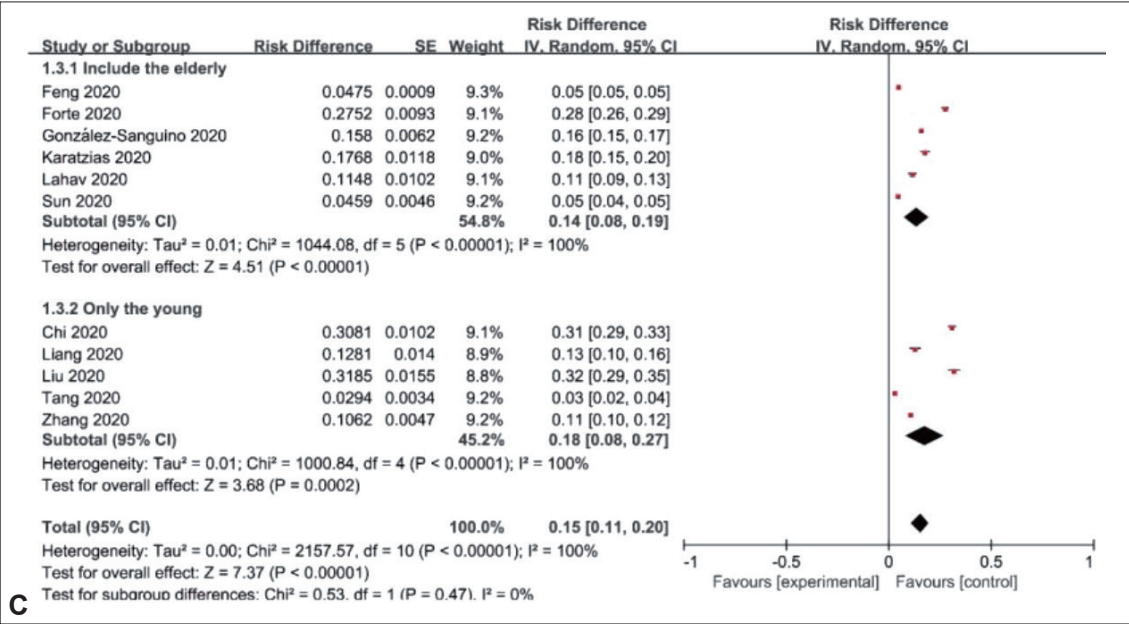 Risk Difference Risk Difference
Study or Subgroup Risk Difference SE Weight IV, Random, 95% CI IV, Random, 95% CI
1.3.1 Include the elderly
Feng 2020 0.0475 0.0009 9.3% 0.05 [0.05, 0.05]
Forte 2020 0.2752 0.0093 9.1% 0.28 [0.26, 0.29]
González-Sanguino 2020 0.158 0.0062 9.2% 0.16 [0.15, 0.17]
Karatzias 2020 0.1768 0.0118 9.0% 0.18 [0.15, 0.20]
Lahav 2020 0.1148 0.0102 9.1% 0.11 [0.09, 0.13]
Sun 2020 0.0459 0.0046 9.2% 0.05 [0.04, 0.05]
Subtotal (95% CI) 54.8% 0.14 [0.08, 0.19]
Heterogeneity: Tau² = 0.01; Chi² = 1044.08, df = 5 (P < 0.00001); I² = 100%
Test for overall effect: Z = 4.51 (P < 0.00001)
1.3.2 Only the young
Chi 2020 0.3081 0.0102 9.1% 0.31 [0.29, 0.33]
Liang 2020 0.1281 0.014 8.9% 0.13 [0.10, 0.16]
Liu 2020 0.3185 0.0155 8.8% 0.32 [0.29, 0.35]
Tang 2020 0.0294 0.0034 9.2% 0.03 [0.02, 0.04]
Zhang 2020 0.1062 0.0047 9.2% 0.11 [0.10, 0.12]
Subtotal (95% CI) 45.2% 0.18 [0.08, 0.27]
Heterogeneity: Tau² = 0.01; Chi² = 1000.84, df = 4 (P < 0.00001); I² = 100%
Test for overall effect: Z = 3.68 (P = 0.0002)
Total (95% CI) 100.0% 0.15 [0.11, 0.20]
Heterogeneity: Tau² = 0.00; Chi² = 2157.57, df = 10 (P < 0.00001); I² = 100%
-1 -0.5 0 0.5 1
Test for overall effect: Z = 7.37 (P < 0.00001)
Favours [experimental] Favours [control]
Test for subgroup differences: Chi² = 0.53, df = 1 (P = 0.47), I² = 0%
C